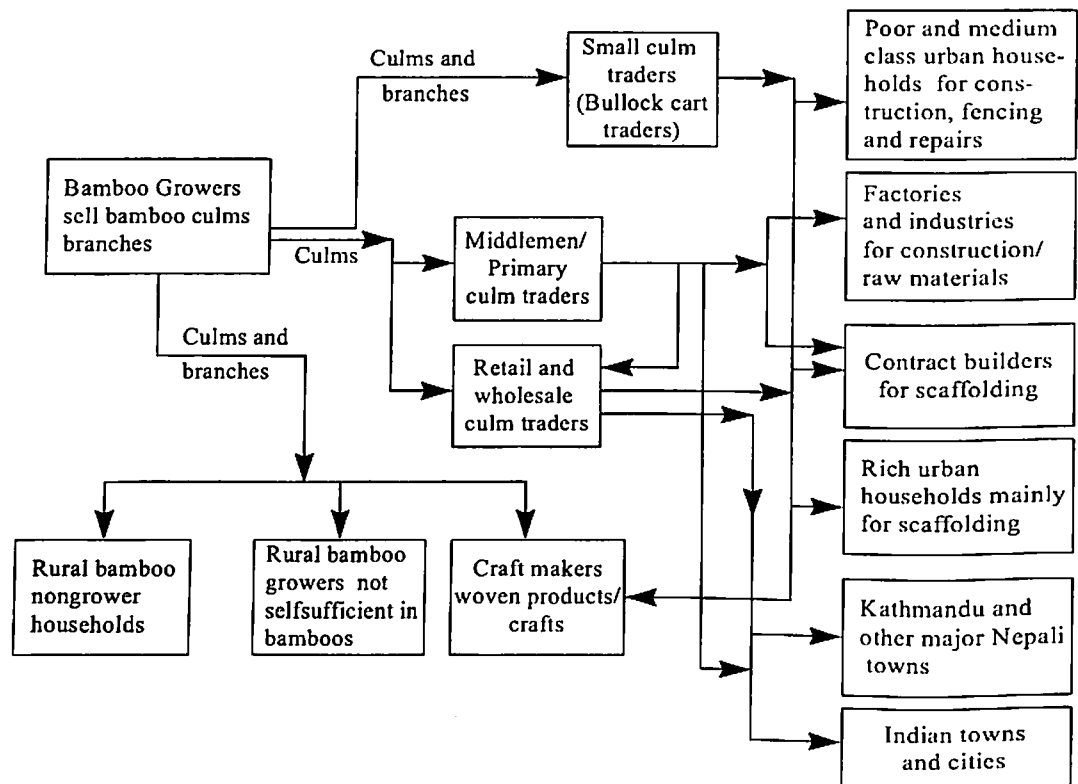 Culms and
branches
Small culm
traders
(Bullock cart
traders)
Poor and medium
class urban house-
holds for cons-
truction, fencing
and repairs
Bamboo Growers
sell bamboo culms
branches
Culms
Middlemen/
Primary
culm traders
Factories
and industries
for construction/
raw materials
Culms and
branches
Retail and
wholesale
culm traders
Contract builders
for scaffolding
Rich urban
households mainly
for scaffolding
Rural bamboo
nongrower
households
Rural bamboo
growers not
selfsufficient in
bamboos
Craft makers
woven products/
crafts
Kathmandu and
other major Nepali
towns
Indian towns
and cities